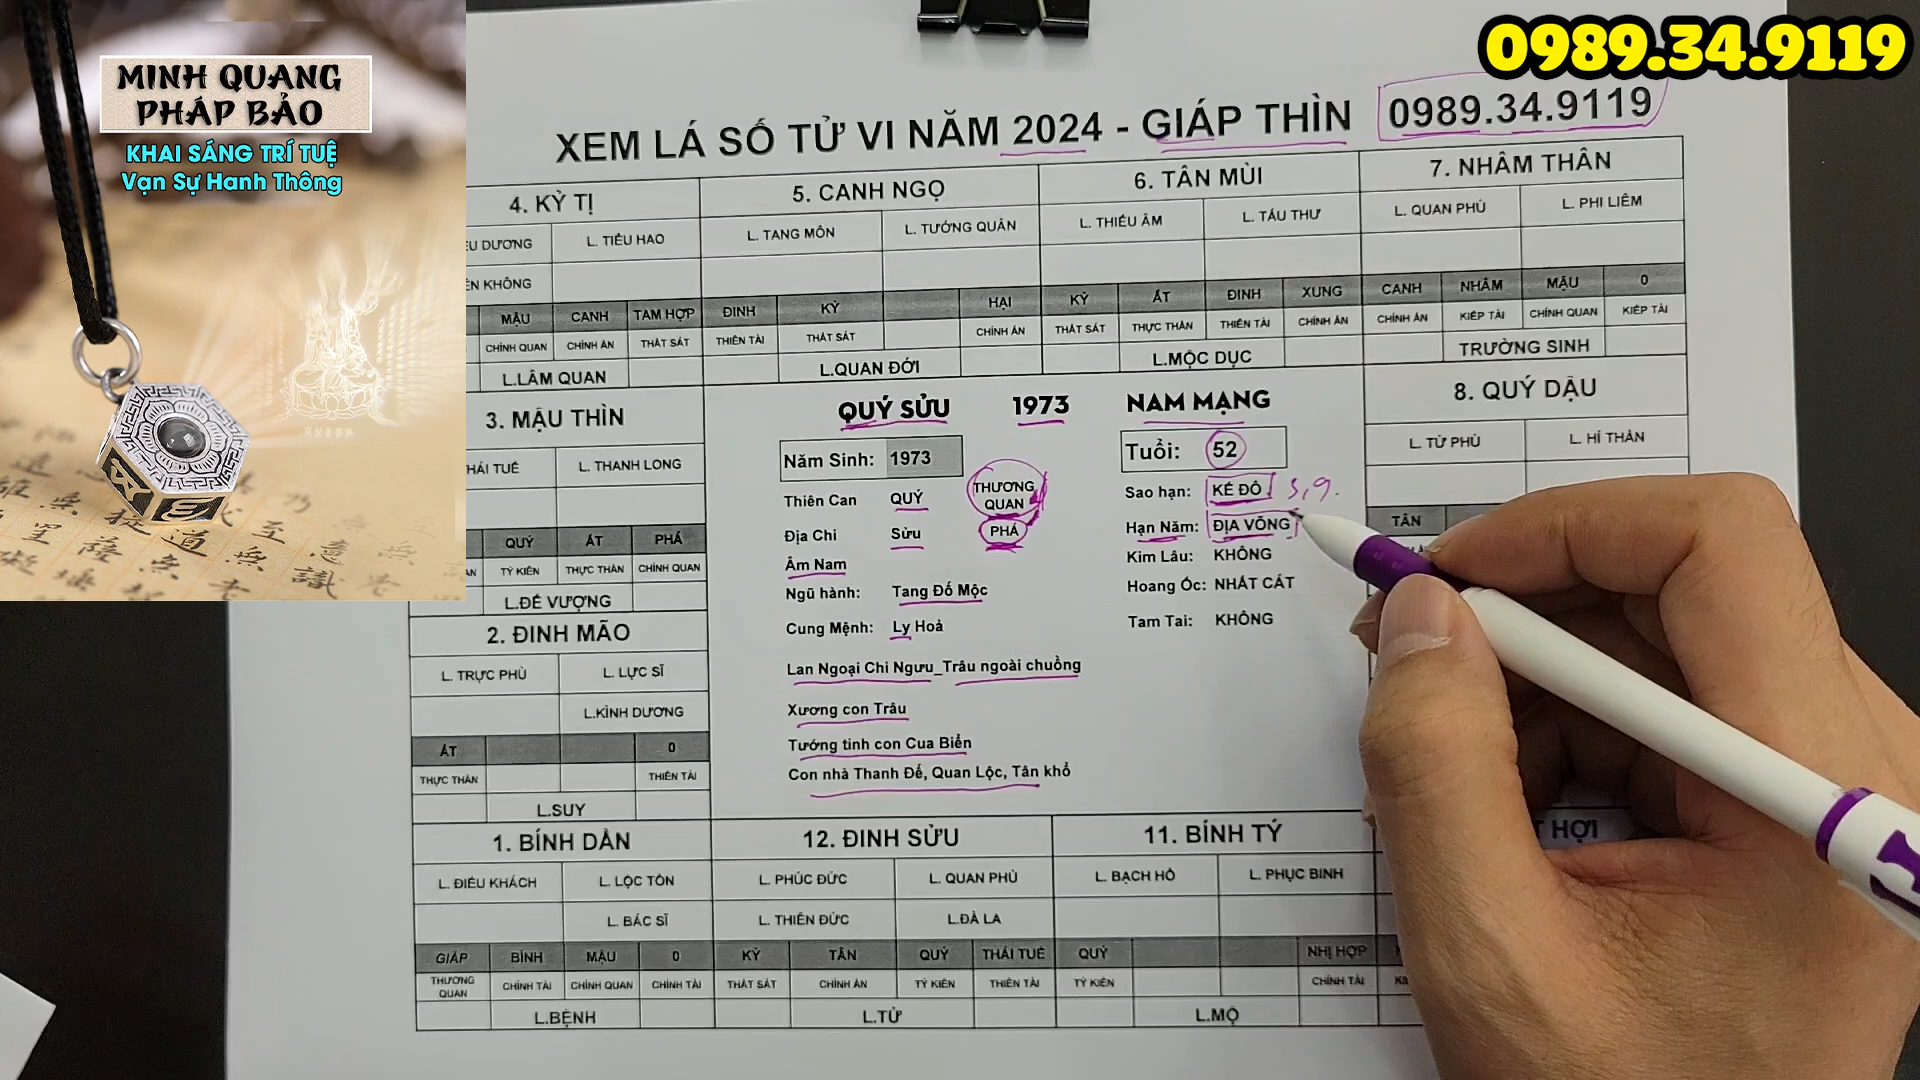 MINH QUANG
PHÁP BẢO
KHAI SÁNG TRÍ TUỆ
Vạn Sự Hanh Thông
0989.34.9119
XEM LÁ SỐ TỬ VI NĂM 2024 - GIÁP THÌN 0989.34.9119
4. KỶ TỊ 5. CANH NGỌ 6. TÂN MÙI 7. NHÂM THÂN
U DƯƠNG L. TIỂU HAO L. TANG MÔN L. TƯỚNG QUÂN L. THIẾU ÂM L. TẤU THƯ L. QUAN PHÙ L. PHI LIÊM
ÊN KHÔNG
MẬU CANH TAM HỢP ĐINH KỶ HẠI KỶ ẤT ĐINH XUNG CANH NHÂM MẬU 0
CHÍNH QUAN CHÍNH ẤN THẤT SÁT THIÊN TÀI THẤT SÁT CHÍNH ẤN THẤT SÁT THỰC THẦN THIÊN TÀI CHÍNH ẤN CHÍNH ẤN KIẾP TÀI CHÍNH QUAN KIẾP TÀI
L.LÂM QUAN L.QUAN ĐỚI L.MỘC DỤC TRƯỜNG SINH
3. MẬU THÌN
HÁI TUẾ L. THANH LONG
QUÝ ẤT PHÁ
TỶ KIÊN THỰC THẦN CHÍNH QUAN
L.ĐẾ VƯỢNG
QUÝ SỬU 1973 NAM MẠNG
Năm Sinh: 1973 Tuổi: 52
Thiên Can QUÝ THƯƠNG QUAN Sao hạn: KẾ ĐÔ 3,9.
Địa Chi Sửu PHÁ Hạn Năm: ĐỊA VÕNG
Âm Nam Kim Lâu: KHÔNG
Ngũ hành: Tang Đố Mộc Hoang Ốc: NHẤT CÁT
Cung Mệnh: Ly Hoả Tam Tai: KHÔNG
Lan Ngoại Chi Ngưu_Trâu ngoài chuồng
Xương con Trâu
Tướng tinh con Cua Biển
Con nhà Thanh Đế, Quan Lộc, Tân khổ
8. QUÝ DẬU
L. TỬ PHÙ L. HỈ THẦN
TÂN
2. ĐINH MÃO
L. TRỰC PHÙ L. LỰC SĨ
L.KÌNH DƯƠNG
ẤT 0
THỰC THẦN THIÊN TÀI
L.SUY
1. BÍNH DẦN 12. ĐINH SỬU 11. BÍNH TÝ T HỢI
L. ĐIẾU KHÁCH L. LỘC TỒN L. PHÚC ĐỨC L. QUAN PHÙ L. BẠCH HỔ L. PHỤC BINH
L. BÁC SĨ L. THIÊN ĐỨC L.ĐÀ LA
GIÁP BÍNH MẬU 0 KỶ TÂN QUÝ THÁI TUẾ QUÝ NHỊ HỢP
THƯƠNG QUAN CHÍNH TÀI CHÍNH QUAN CHÍNH TÀI THẤT SÁT CHÍNH ẤN TỶ KIÊN THIÊN TÀI TỶ KIÊN CHÍNH TÀI
L.BỆNH L.TỬ L.MỘ